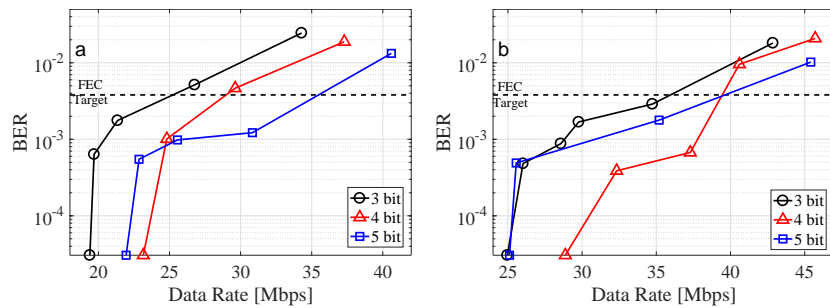 a
BER
10^-2
10^-3
10^-4
FEC
Target
3 bit
4 bit
5 bit
20 25 30 35 40
Data Rate [Mbps]
b
BER
10^-2
10^-3
10^-4
FEC
Target
3 bit
4 bit
5 bit
25 30 35 40 45
Data Rate [Mbps]